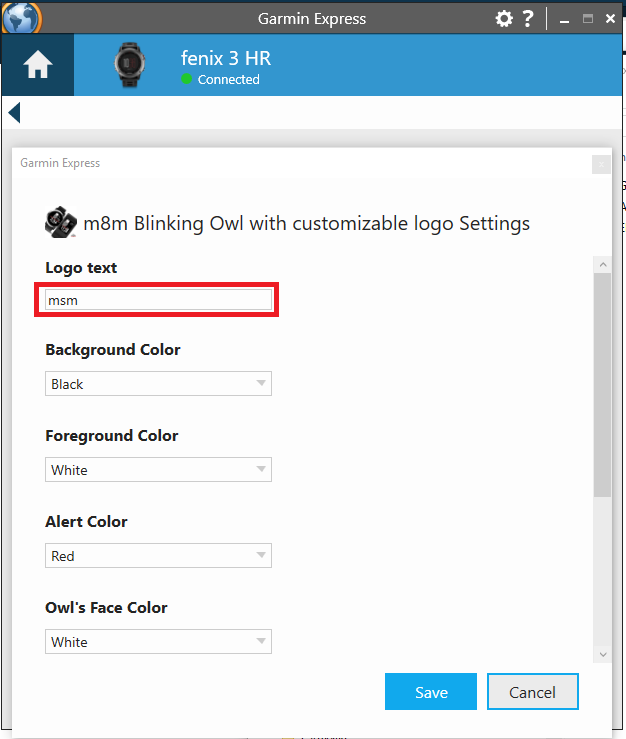 Garmin Express
?
fenix 3 HR
Connected
Garmin Express
m8m Blinking Owl with customizable logo Settings
Logo text
msm
Background Color
Black
Foreground Color
White
Alert Color
Red
Owl's Face Color
White
Save
Cancel